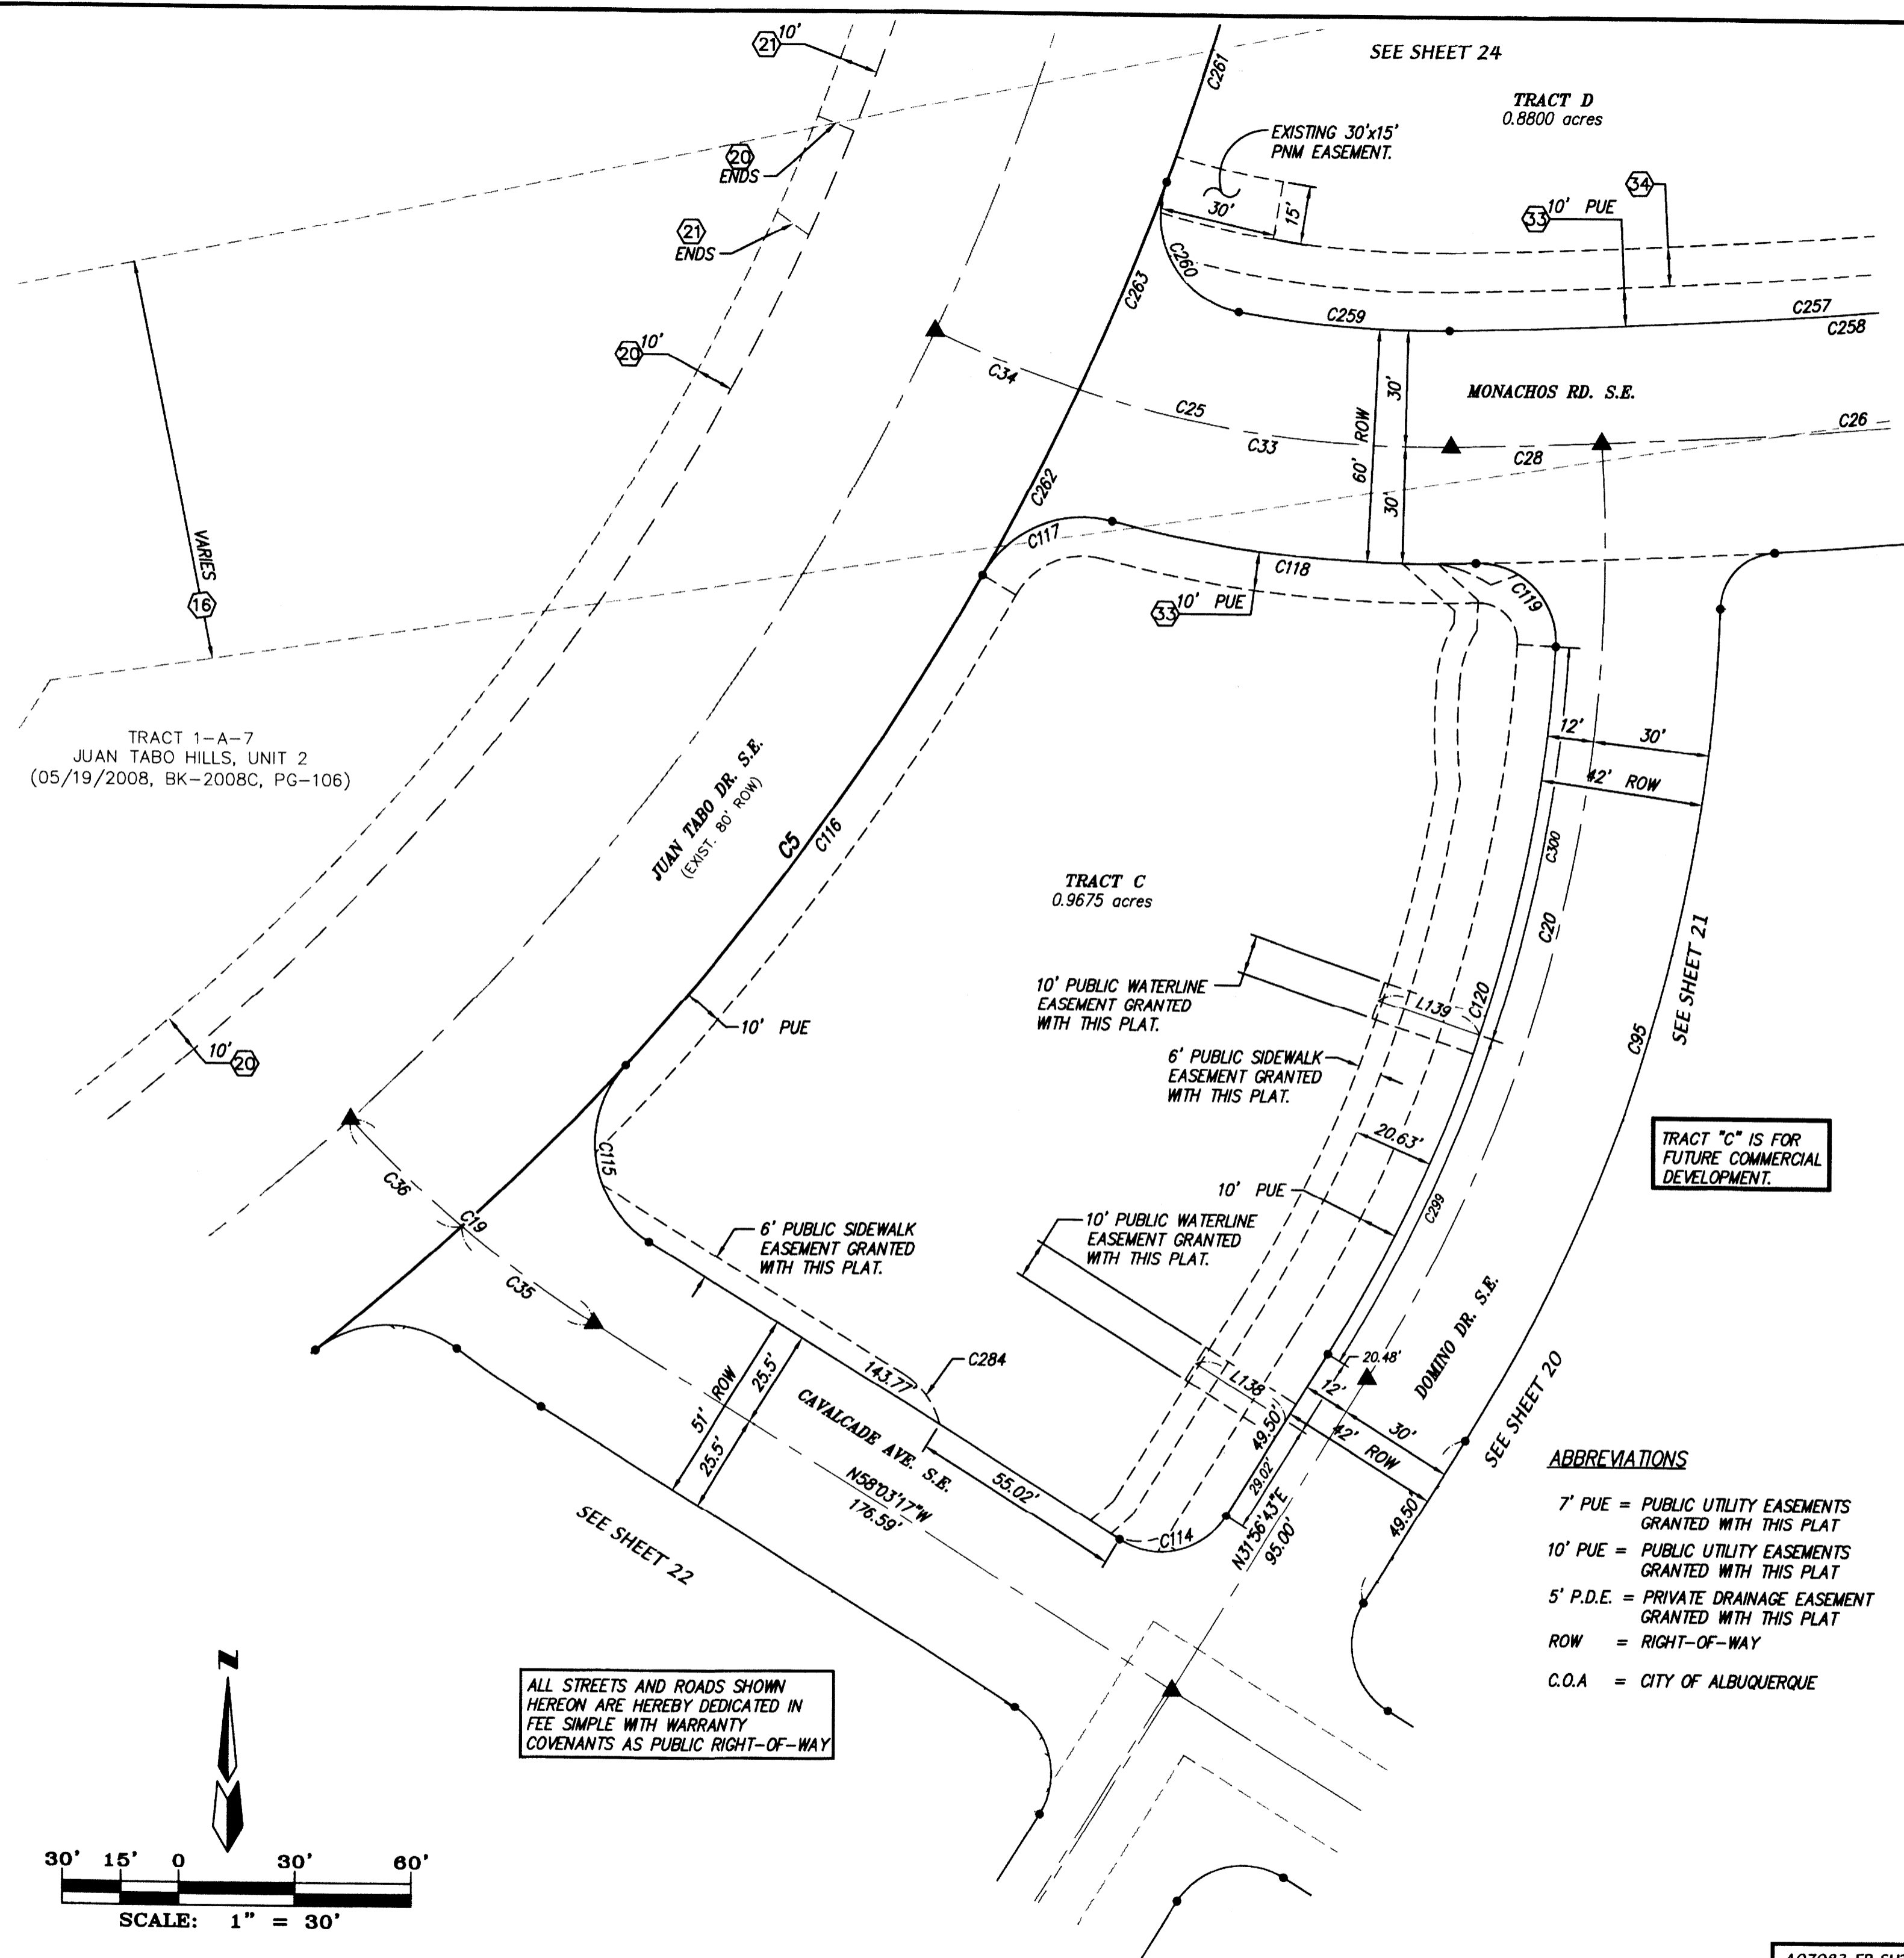 SEE SHEET 24
21
10'
C261
TRACT D
0.8800 acres
EXISTING 30'x15'
PNM EASEMENT.
20
ENDS
34
33
10' PUE
30'
15'
21
ENDS
C260
C263
C259
C257
C258
20
10'
C34
C25
C33
MONACHOS RD. S.E.
30'
60' ROW
30'
C28
C26
C262
C117
C118
C119
33
10' PUE
VARIES
16
TRACT 1-A-7
JUAN TABO HILLS, UNIT 2
(05/19/2008, BK-2008C, PG-106)
12'
30'
42' ROW
JUAN TABO DR. S.E.
(EXIST. 80' ROW)
C5
C116
C300
TRACT C
0.9675 acres
C20
SEE SHEET 21
10' PUBLIC WATERLINE
EASEMENT GRANTED
WITH THIS PLAT.
L139
C120
10' PUE
C95
10'
20
6' PUBLIC SIDEWALK
EASEMENT GRANTED
WITH THIS PLAT.
20.63'
TRACT "C" IS FOR
FUTURE COMMERCIAL
DEVELOPMENT.
C115
C36
C19
10' PUE
C299
10' PUBLIC WATERLINE
EASEMENT GRANTED
WITH THIS PLAT.
6' PUBLIC SIDEWALK
EASEMENT GRANTED
WITH THIS PLAT.
C35
DOMINO DR. S.E.
C284
20.48'
L138
12'
143.77'
51' ROW
25.5'
25.5'
CAVALCADE AVE. S.E.
49.50'
42' ROW
30'
SEE SHEET 20
29.02'
55.02'
N58°03'17"W
176.59'
N31°56'43"E
95.00'
49.50'
C114
SEE SHEET 22
ABBREVIATIONS
7' PUE = PUBLIC UTILITY EASEMENTS
GRANTED WITH THIS PLAT
10' PUE = PUBLIC UTILITY EASEMENTS
GRANTED WITH THIS PLAT
5' P.D.E. = PRIVATE DRAINAGE EASEMENT
GRANTED WITH THIS PLAT
ROW = RIGHT-OF-WAY
C.O.A = CITY OF ALBUQUERQUE
ALL STREETS AND ROADS SHOWN
HEREON ARE HEREBY DEDICATED IN
FEE SIMPLE WITH WARRANTY
COVENANTS AS PUBLIC RIGHT-OF-WAY
N
30' 15' 0 30' 60'
SCALE: 1" = 30'